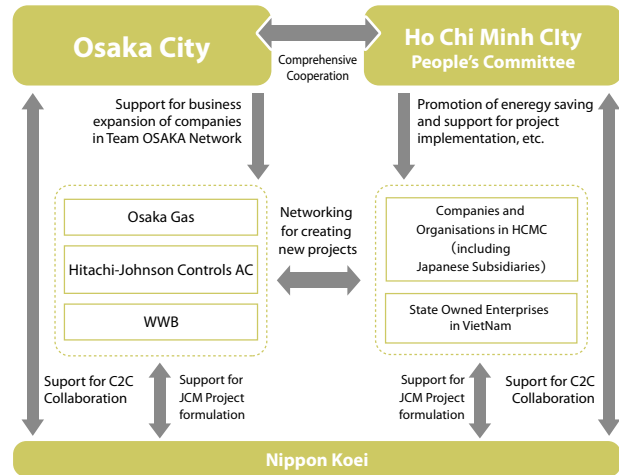 Osaka City
Comprehensive
Cooperation
Ho Chi Minh CIty
People's Committee
Support for business
expansion of companies
in Team OSAKA Network
Promotion of energy saving
and support for project
implementation, etc.
Osaka Gas
Hitachi-Johnson Controls AC
WWB
Networking
for creating
new projects
Companies and
Organisations in HCMC
(including
Japanese Subsidiaries)
State Owned Enterprises
in VietNam
Suport for C2C
Collaboration
Support for
JCM Project
formulation
Support for
JCM Project
formulation
Suport for C2C
Collaboration
Nippon Koei